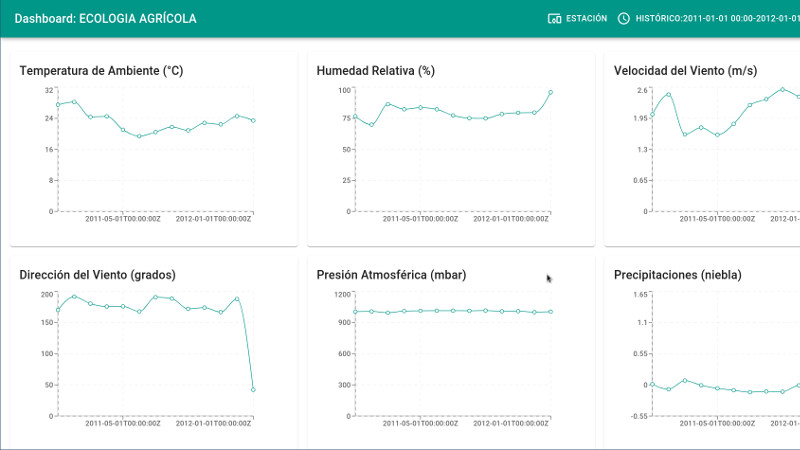 Dashboard: ECOLOGIA AGRÍCOLA
ESTACIÓN
HISTÓRICO:2011-01-01 00:00-2012-01-01
Temperatura de Ambiente (°C)
32
24
16
8
0
2011-05-01T00:00:00Z
2012-01-01T00:00:00Z
Humedad Relativa (%)
100
75
50
25
0
2011-05-01T00:00:00Z
2012-01-01T00:00:00Z
Velocidad del Viento (m/s)
2.6
1.95
1.3
0.65
0
2011-05-01T00:00:00Z
2012-01-
Dirección del Viento (grados)
200
150
100
50
0
2011-05-01T00:00:00Z
2012-01-01T00:00:00Z
Presión Atmosférica (mbar)
1200
900
600
300
0
2011-05-01T00:00:00Z
2012-01-01T00:00:00Z
Precipitaciones (niebla)
1.65
1.1
0.55
0
-0.55
2011-05-01T00:00:00Z
2012-01-